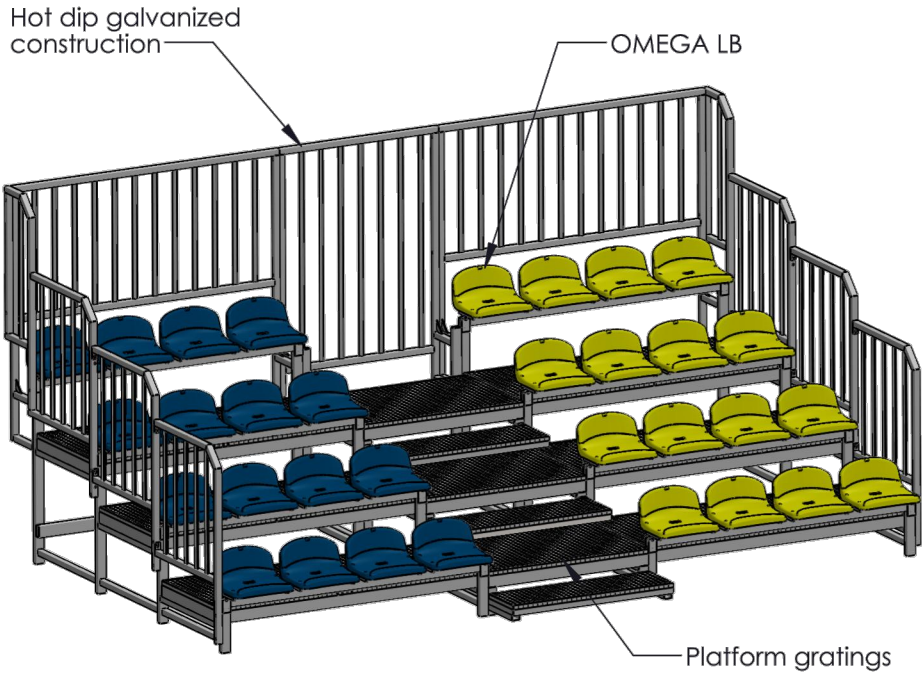 Hot dip galvanized
construction
OMEGA LB
Platform gratings